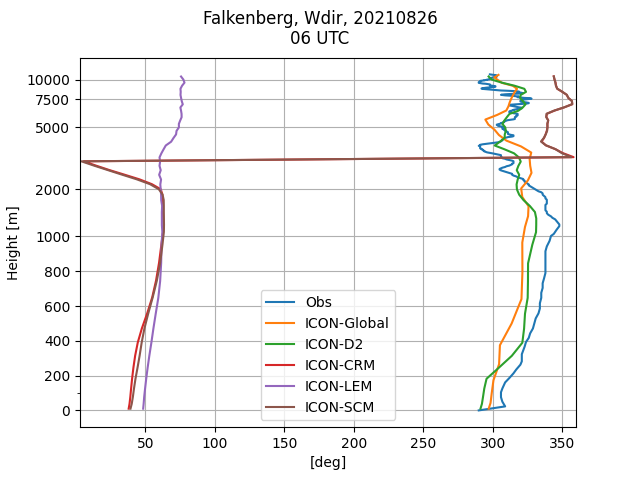 Falkenberg, Wdir, 20210826
06 UTC
10000
7500
5000
2000
1000
800
600
400
200
0
Height [m]
Obs
ICON-Global
ICON-D2
ICON-CRM
ICON-LEM
ICON-SCM
50
100
150
200
250
300
350
[deg]